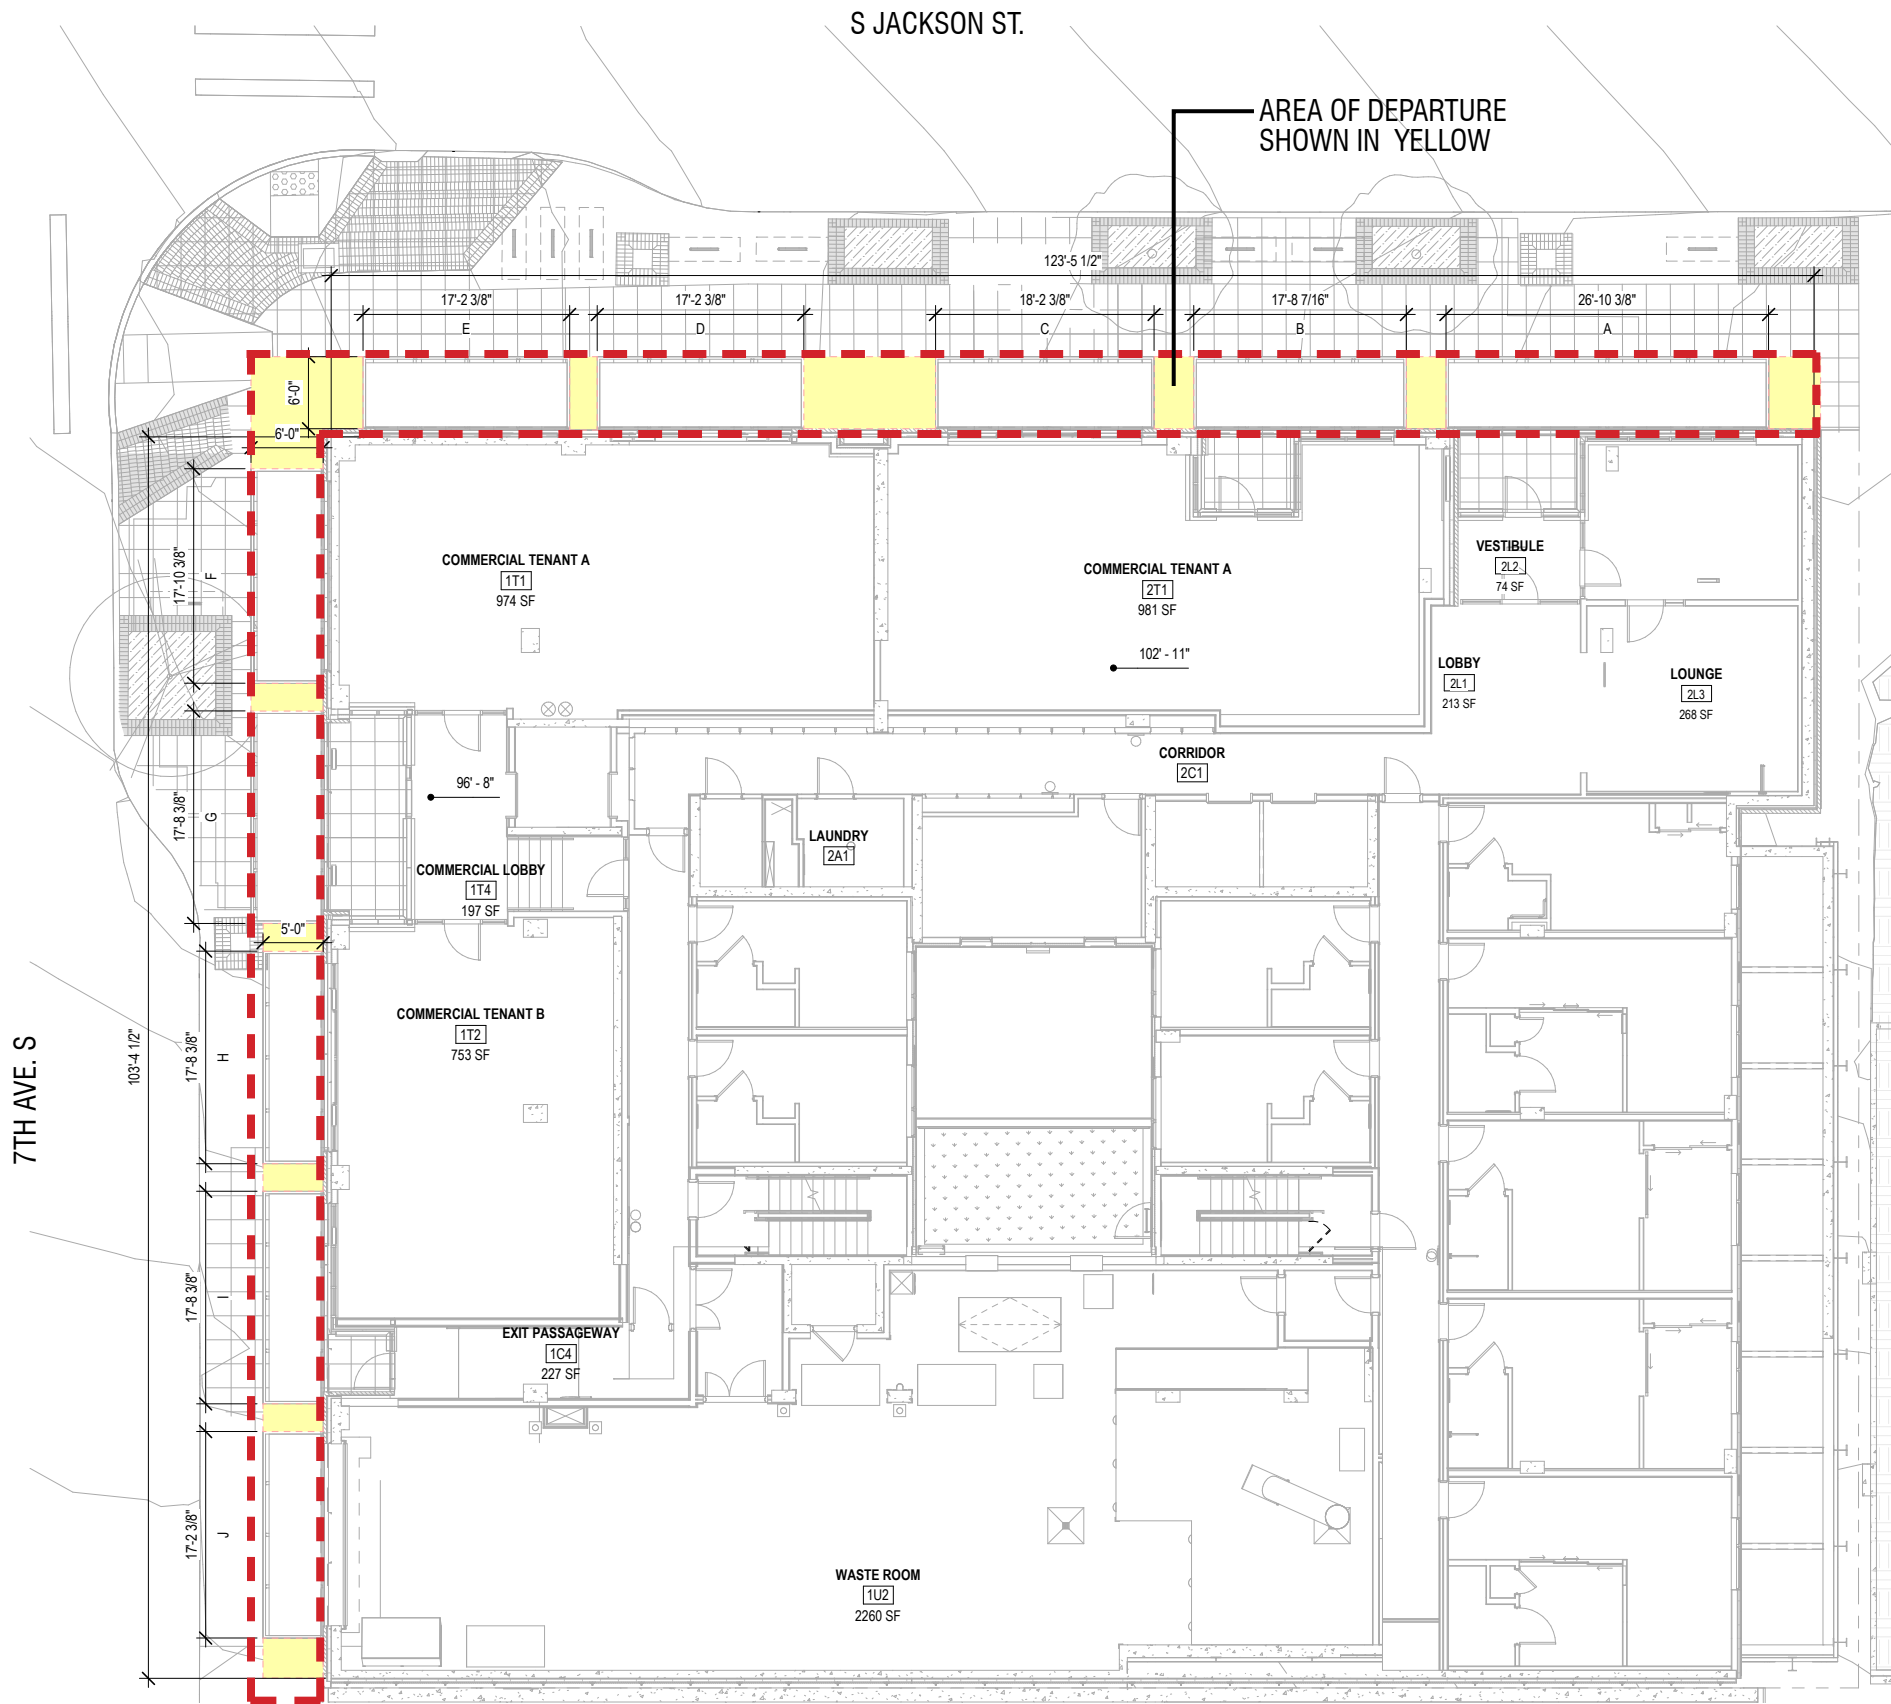 S JACKSON ST.
AREA OF DEPARTURE
SHOWN IN YELLOW
123'-5 1/2"
17'-2 3/8"
17'-2 3/8"
18'-2 3/8"
17'-8 7/16"
26'-10 3/8"
E
D
C
B
A
6'-0"
6'-0"
17'-10 3/8"
F
COMMERCIAL TENANT A
1T1
974 SF
COMMERCIAL TENANT A
2T1
981 SF
102' - 11"
VESTIBULE
2L2
74 SF
LOBBY
2L1
213 SF
LOUNGE
2L3
268 SF
CORRIDOR
2C1
96' - 8"
17'-8 3/8"
G
LAUNDRY
2A1
COMMERCIAL LOBBY
1T4
197 SF
5'-0"
COMMERCIAL TENANT B
1T2
753 SF
7TH AVE. S
103'-4 1/2"
17'-8 3/8"
H
17'-8 3/8"
I
EXIT PASSAGEWAY
1C4
227 SF
17'-2 3/8"
J
WASTE ROOM
1U2
2260 SF